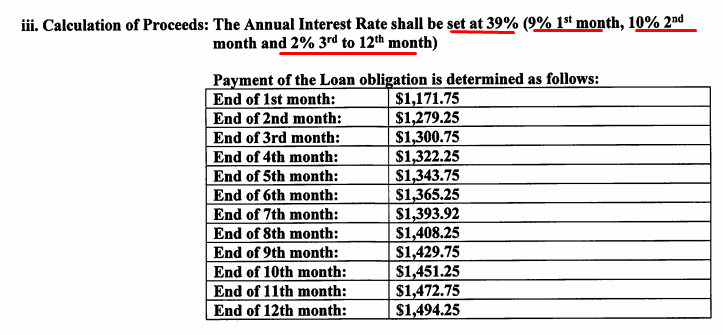 iii. Calculation of Proceeds: The Annual Interest Rate shall be set at 39% (9% 1st month, 10% 2nd
month and 2% 3rd to 12th month)
Payment of the Loan obligation is determined as follows:
End of 1st month: $1,171.75
End of 2nd month: $1,279.25
End of 3rd month: $1,300.75
End of 4th month: $1,322.25
End of 5th month: $1,343.75
End of 6th month: $1,365.25
End of 7th month: $1,393.92
End of 8th month: $1,408.25
End of 9th month: $1,429.75
End of 10th month: $1,451.25
End of 11th month: $1,472.75
End of 12th month: $1,494.25